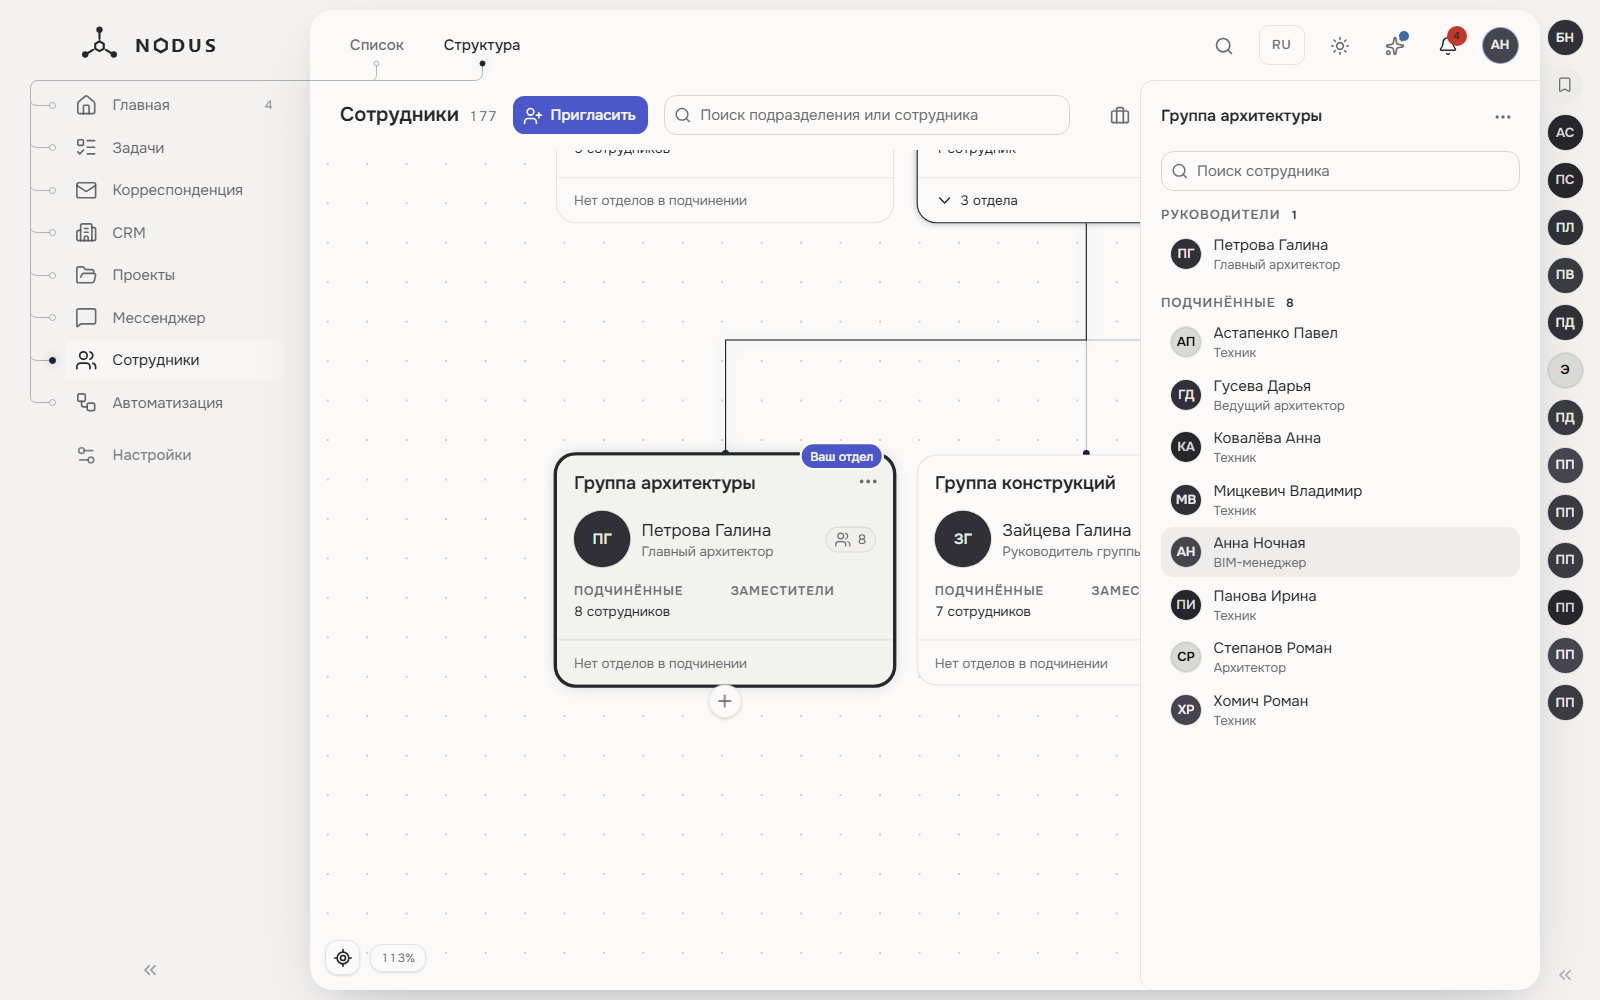 NODUS
Главная 4
Задачи
Корреспонденция
CRM
Проекты
Мессенджер
Сотрудники
Автоматизация
Настройки
Список
Структура
RU
4
АН
Сотрудники 177
Пригласить
Поиск подразделения или сотрудника
Нет отделов в подчинении
1 сотрудник
3 отдела
Ваш отдел
Группа архитектуры
ПГ
Петрова Галина
Главный архитектор
8
ПОДЧИНЁННЫЕ
ЗАМЕСТИТЕЛИ
8 сотрудников
Нет отделов в подчинении
Группа конструкций
ЗГ
Зайцева Галина
Руководитель группы
ПОДЧИНЁННЫЕ
ЗАМЕС
7 сотрудников
Нет отделов в подчинении
113%
Группа архитектуры
Поиск сотрудника
РУКОВОДИТЕЛИ 1
ПГ
Петрова Галина
Главный архитектор
ПОДЧИНЁННЫЕ 8
АП
Астапенко Павел
Техник
ГД
Гусева Дарья
Ведущий архитектор
КА
Ковалёва Анна
Техник
МВ
Мицкевич Владимир
Техник
АН
Анна Ночная
BIM-менеджер
ПИ
Панова Ирина
Техник
СР
Степанов Роман
Архитектор
ХР
Хомич Роман
Техник
БН
АС
ПС
ПЛ
ПВ
ПД
Э
ПД
ПП
ПП
ПП
ПП
ПП
ПП